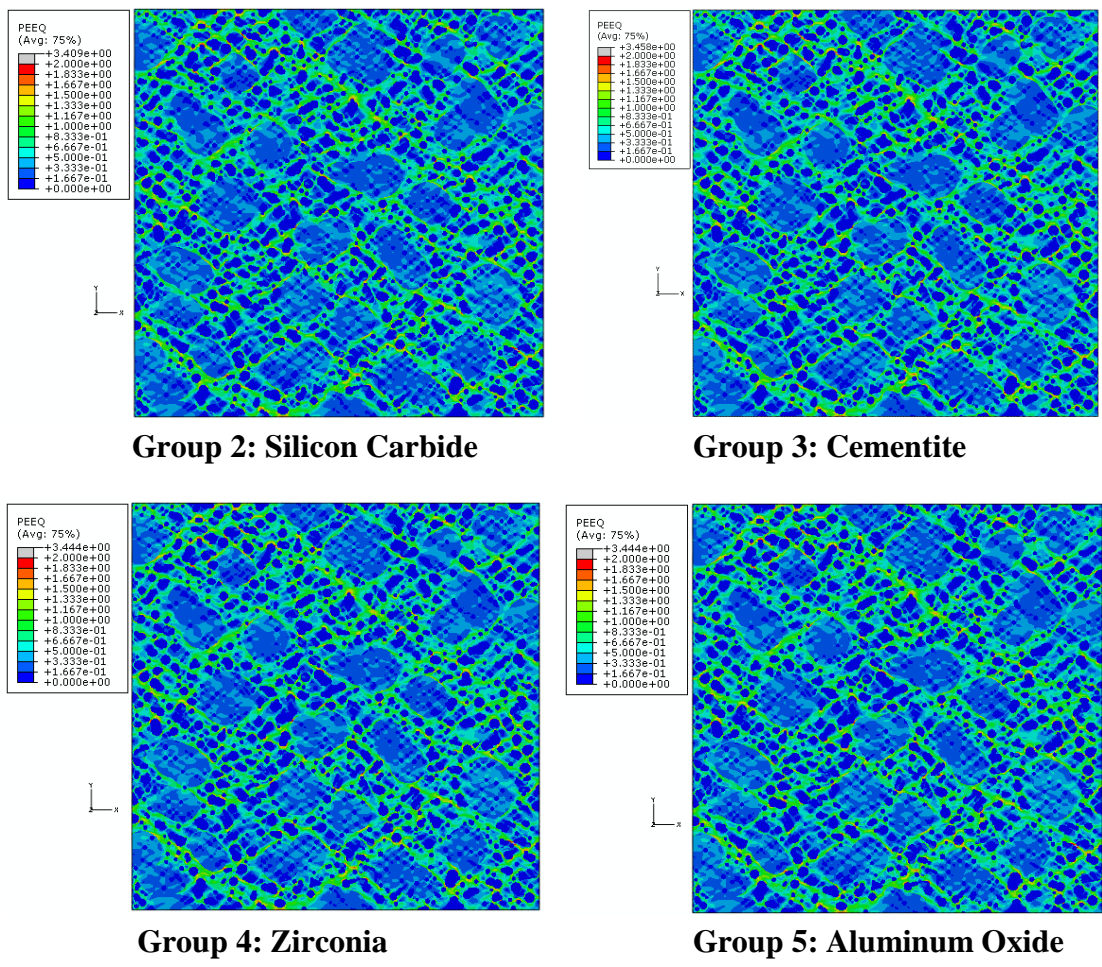 PEEQ
(Avg: 75%)
+3.409e+00
+2.000e+00
+1.833e+00
+1.667e+00
+1.500e+00
+1.333e+00
+1.167e+00
+1.000e+00
+8.333e-01
+6.667e-01
+5.000e-01
+3.333e-01
+1.667e-01
+0.000e+00
Y
Z X
Group 2: Silicon Carbide
PEEQ
(Avg: 75%)
+3.458e+00
+2.000e+00
+1.833e+00
+1.667e+00
+1.500e+00
+1.333e+00
+1.167e+00
+1.000e+00
+8.333e-01
+6.667e-01
+5.000e-01
+3.333e-01
+1.667e-01
+0.000e+00
Y
Z X
Group 3: Cementite
PEEQ
(Avg: 75%)
+3.444e+00
+2.000e+00
+1.833e+00
+1.667e+00
+1.500e+00
+1.333e+00
+1.167e+00
+1.000e+00
+8.333e-01
+6.667e-01
+5.000e-01
+3.333e-01
+1.667e-01
+0.000e+00
Y
Z X
Group 4: Zirconia
PEEQ
(Avg: 75%)
+3.444e+00
+2.000e+00
+1.833e+00
+1.667e+00
+1.500e+00
+1.333e+00
+1.167e+00
+1.000e+00
+8.333e-01
+6.667e-01
+5.000e-01
+3.333e-01
+1.667e-01
+0.000e+00
Y
Z X
Group 5: Aluminum Oxide